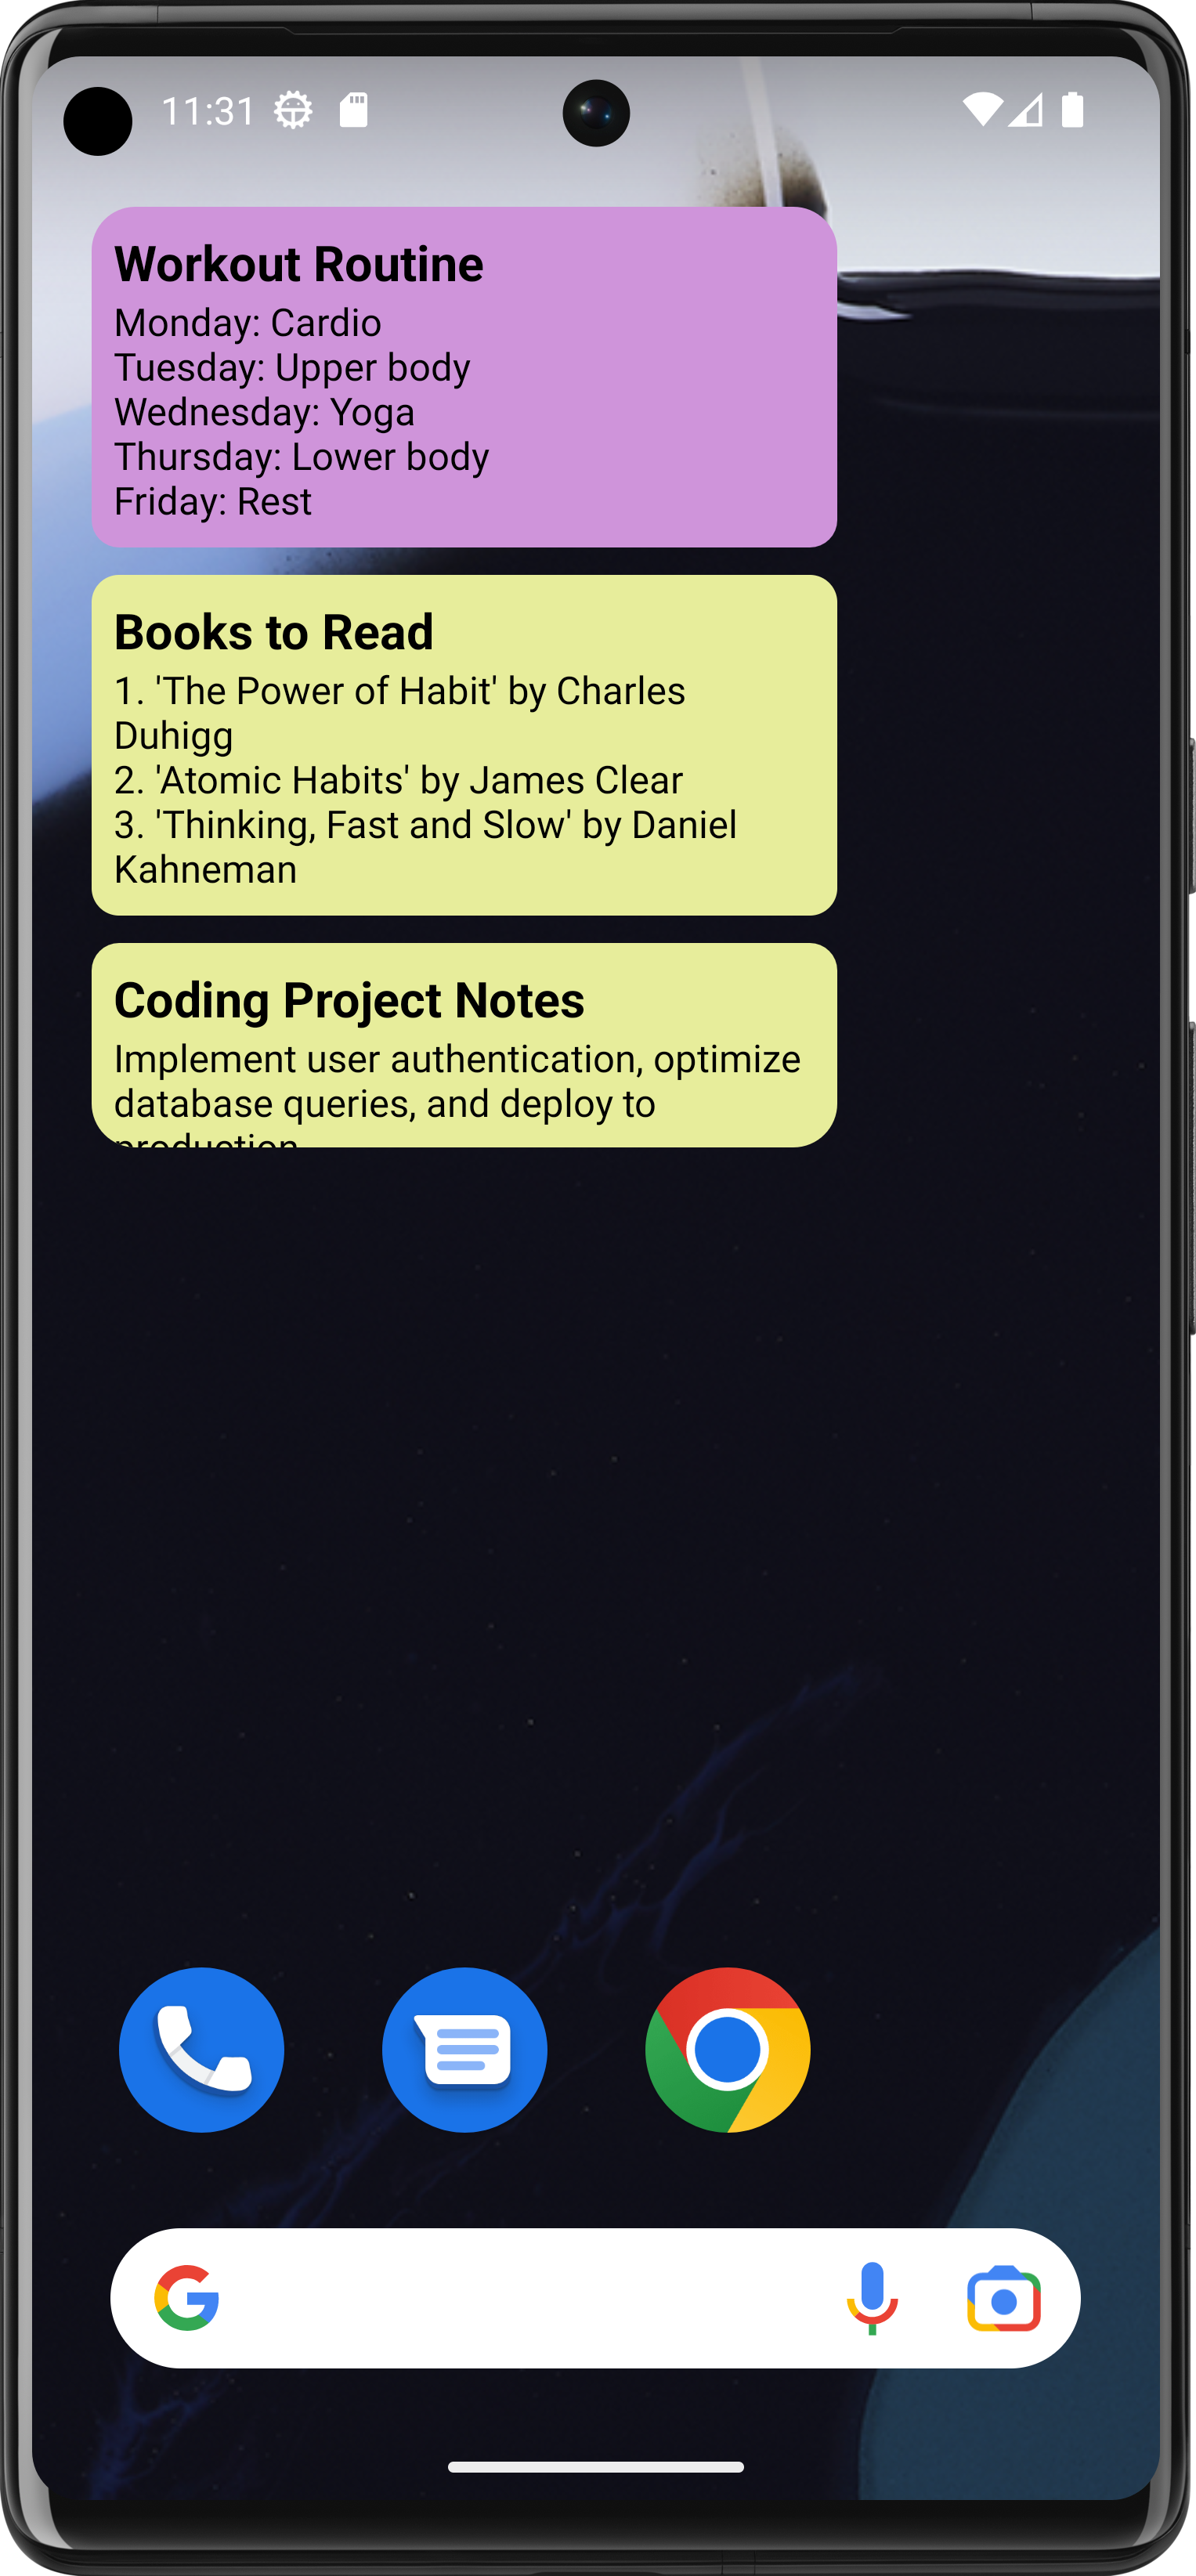 11:31
Workout Routine
Monday: Cardio
Tuesday: Upper body
Wednesday: Yoga
Thursday: Lower body
Friday: Rest
Books to Read
1. 'The Power of Habit' by Charles
Duhigg
2. 'Atomic Habits' by James Clear
3. 'Thinking, Fast and Slow' by Daniel
Kahneman
Coding Project Notes
Implement user authentication, optimize
database queries, and deploy to
production